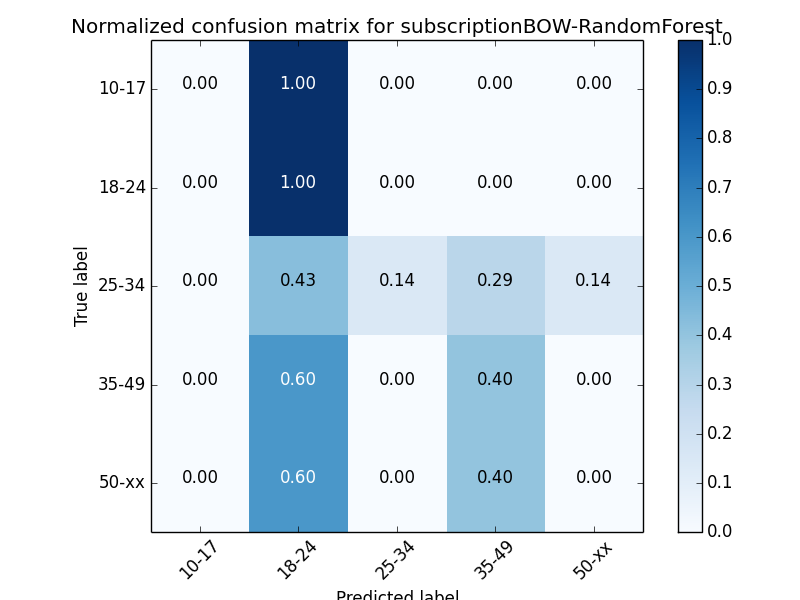 Normalized confusion matrix for subscriptionBOW-RandomForest
10-17 0.00 1.00 0.00 0.00 0.00
18-24 0.00 1.00 0.00 0.00 0.00
25-34 0.00 0.43 0.14 0.29 0.14
35-49 0.00 0.60 0.00 0.40 0.00
50-xx 0.00 0.60 0.00 0.40 0.00
True label
10-17 18-24 25-34 35-49 50-xx
Predicted label
1.0
0.9
0.8
0.7
0.6
0.5
0.4
0.3
0.2
0.1
0.0